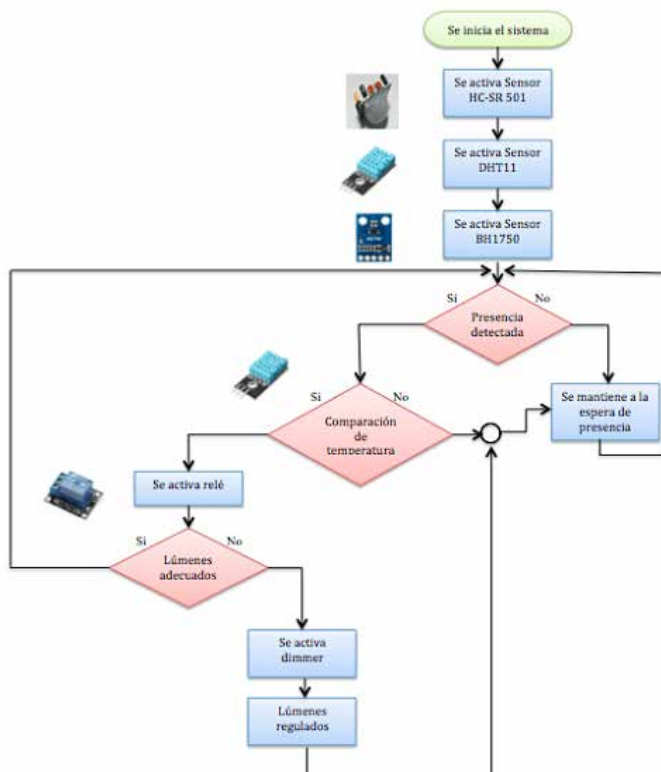 Se inicia el sistema
Se activa Sensor
HC-SR 501
Se activa Sensor
DHT11
Se activa Sensor
BH1750
Si
No
Presencia
detectada
Si
No
Comparación
de
temperatura
Se mantiene a la
espera de
presencia
Se activa relé
Si
No
Lúmenes
adecuados
Se activa
dimmer
Lúmenes
regulados